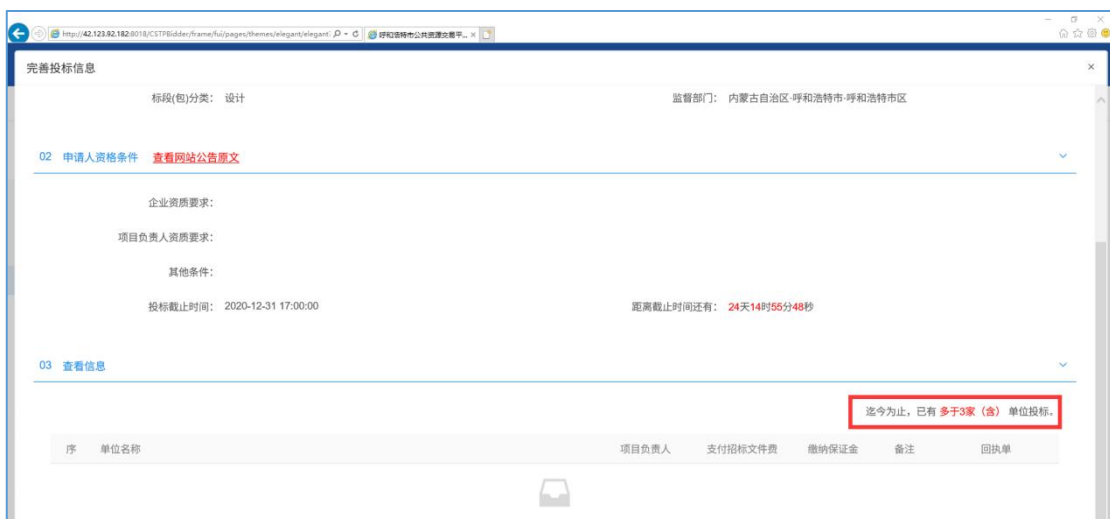 http://42.123.92.182:8018/CSTPBidder/frame/fui/pages/themes/elegant/elegant
呼和浩特市公共资源交易平...
完善投标信息
标段(包)分类： 设计 监督部门： 内蒙古自治区·呼和浩特市·呼和浩特市区
02 申请人资格条件 查看网站公告原文
企业资质要求：
项目负责人资质要求：
其他条件：
投标截止时间： 2020-12-31 17:00:00 距离截止时间还有： 24天14时55分48秒
03 查看信息
迄今为止，已有 多于3家（含） 单位投标。
序 单位名称 项目负责人 支付招标文件费 缴纳保证金 备注 回执单